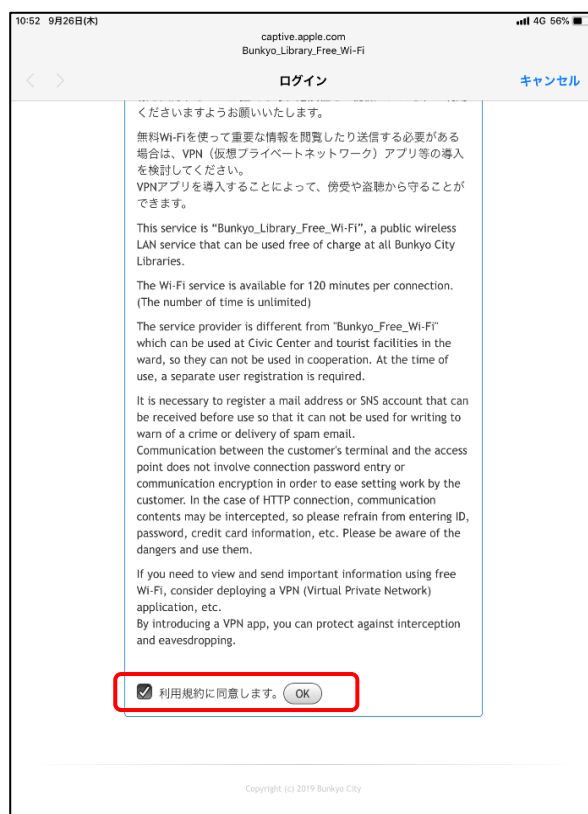 10:52 9月26日(木)
4G 56%
captive.apple.com
Bunkyo_Library_Free_Wi-Fi
ログイン
キャンセル
くださいますようお願いいたします。
無料Wi-Fiを使って重要な情報を閲覧したり送信する必要がある
場合は、VPN（仮想プライベートネットワーク）アプリ等の導入
を検討してください。
VPNアプリを導入することによって、傍受や盗聴から守ることが
できます。
This service is “Bunkyo_Library_Free_Wi-Fi”, a public wireless
LAN service that can be used free of charge at all Bunkyo City
Libraries.
The Wi-Fi service is available for 120 minutes per connection.
(The number of time is unlimited)
The service provider is different from "Bunkyo_Free_Wi-Fi"
which can be used at Civic Center and tourist facilities in the
ward, so they can not be used in cooperation. At the time of
use, a separate user registration is required.
It is necessary to register a mail address or SNS account that can
be received before use so that it can not be used for writing to
warn of a crime or delivery of spam email.
Communication between the customer's terminal and the access
point does not involve connection password entry or
communication encryption in order to ease setting work by the
customer. In the case of HTTP connection, communication
contents may be intercepted, so please refrain from entering ID,
password, credit card information, etc. Please be aware of the
dangers and use them.
If you need to view and send important information using free
Wi-Fi, consider deploying a VPN (Virtual Private Network)
application, etc.
By introducing a VPN app, you can protect against interception
and eavesdropping.
利用規約に同意します。 OK
Copyright (c) 2019 Bunkyo City